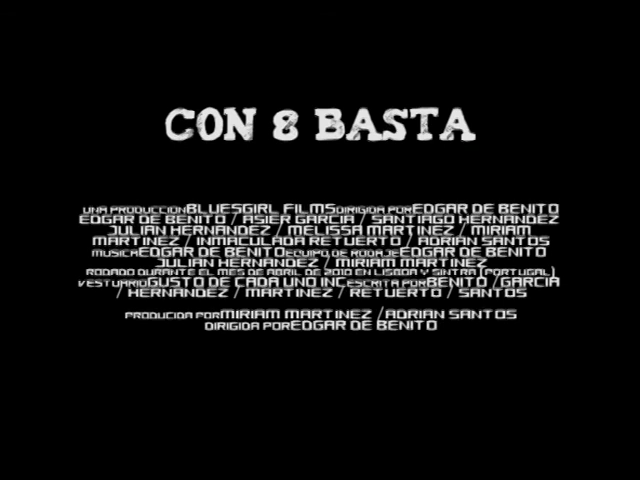 CON 8 BASTA
UNA PRODUCCION BLUESGIRL FILMS DIRIGIDA POR EDGAR DE BENITO
EDGAR DE BENITO / ASIER GARCIA / SANTIAGO HERNANDEZ
JULIAN HERNANDEZ / MELISSA MARTINEZ / MIRIAM
MARTINEZ / INMACULADA RETUERTO / ADRIAN SANTOS
MUSICA EDGAR DE BENITO EQUIPO DE RODAJE EDGAR DE BENITO
JULIAN HERNANDEZ / MIRIAM MARTINEZ
RODADO DURANTE EL MES DE ABRIL DE 2010 EN LISBOA Y SINTRA (PORTUGAL)
VESTUARIO GUSTO DE CADA UNO INC ESCRITA POR BENITO / GARCIA
/ HERNANDEZ / MARTINEZ / RETUERTO / SANTOS
PRODUCIDA POR MIRIAM MARTINEZ / ADRIAN SANTOS
DIRIGIDA POR EDGAR DE BENITO